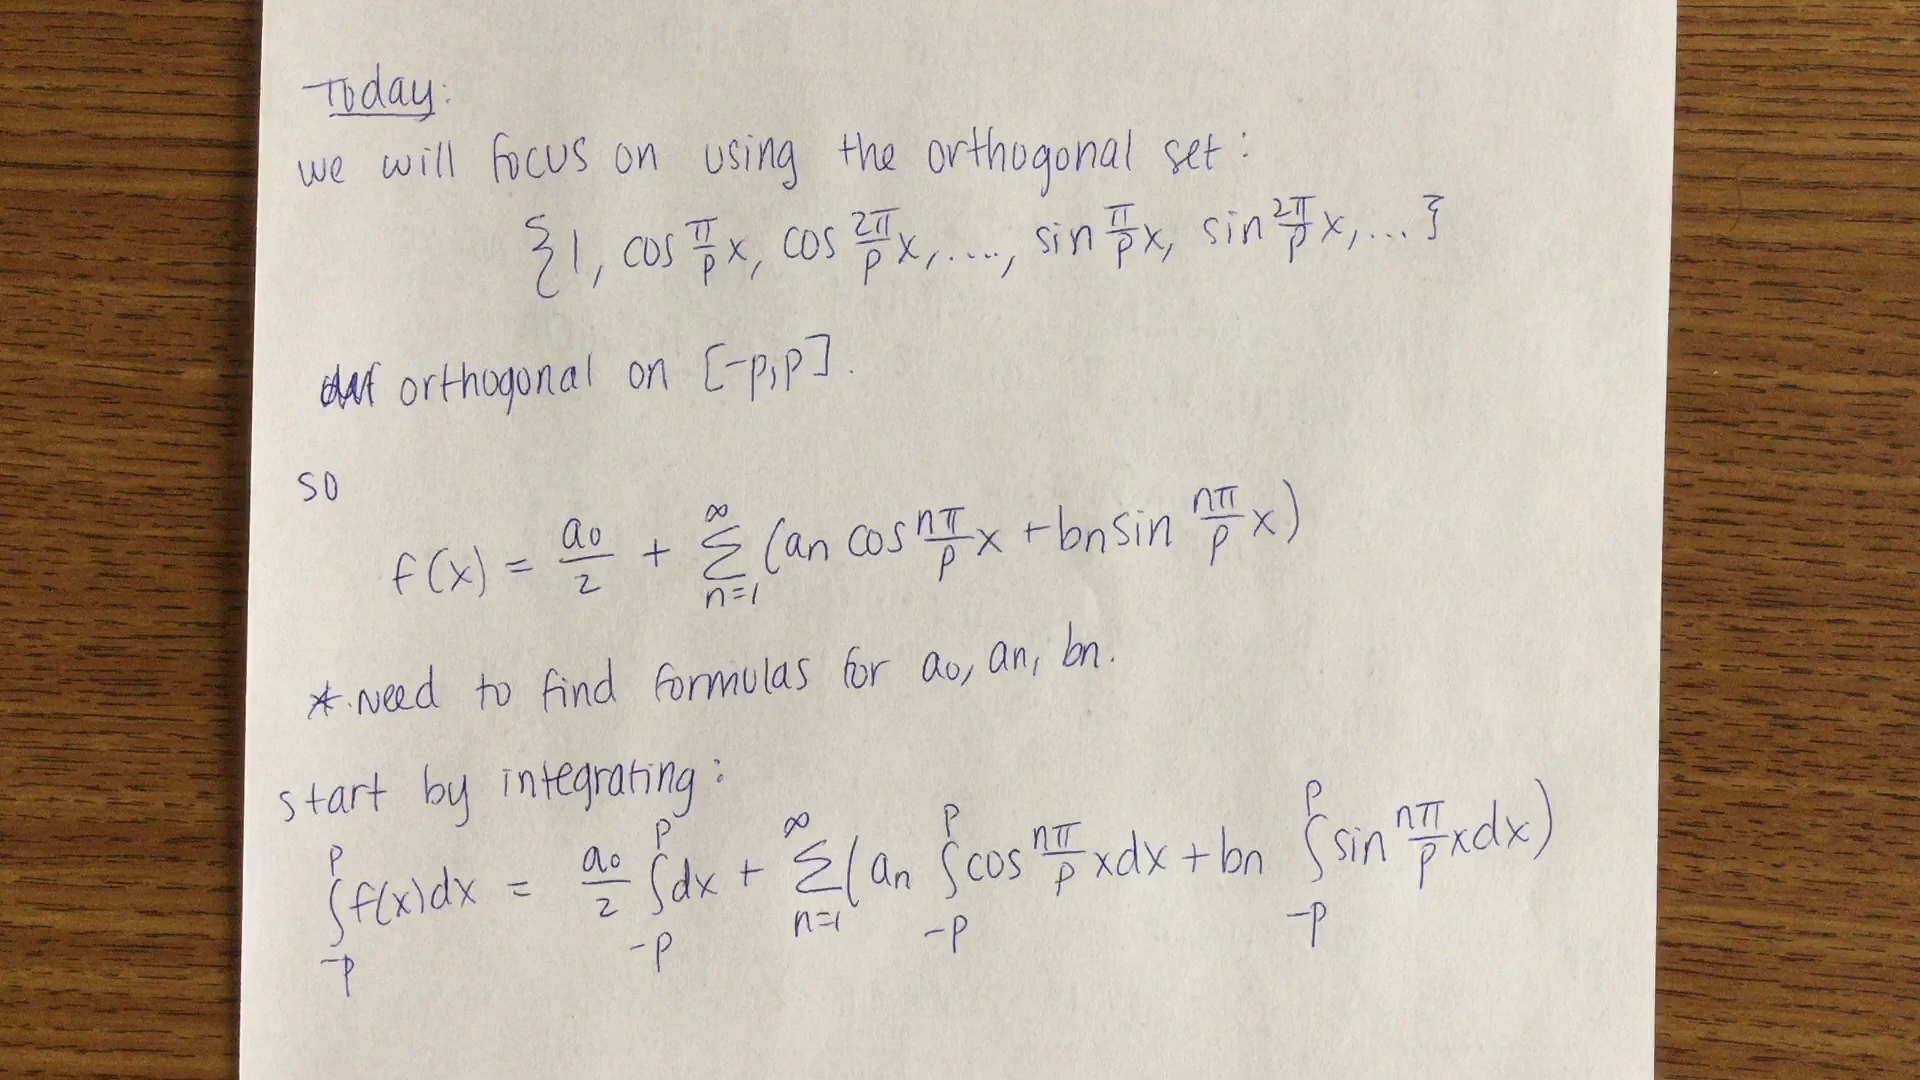 Today:
we will focus on using the orthogonal set:
{1, cos π/p x, cos 2π/p x, ...., sin π/p x, sin 2π/p x, ... }
orthogonal on [-p,p].
so
f(x) = a₀/2 + ∑_{n=1}^{∞} (an cos nπ/p x + bn sin nπ/p x)
* Need to find formulas for a₀, an, bn.
start by integrating:
∫_{-p}^{p} f(x)dx = a₀/2 ∫_{-p}^{p} dx + ∑_{n=1}^{∞} (an ∫_{-p}^{p} cos nπ/p x dx + bn ∫_{-p}^{p} sin nπ/p x dx)